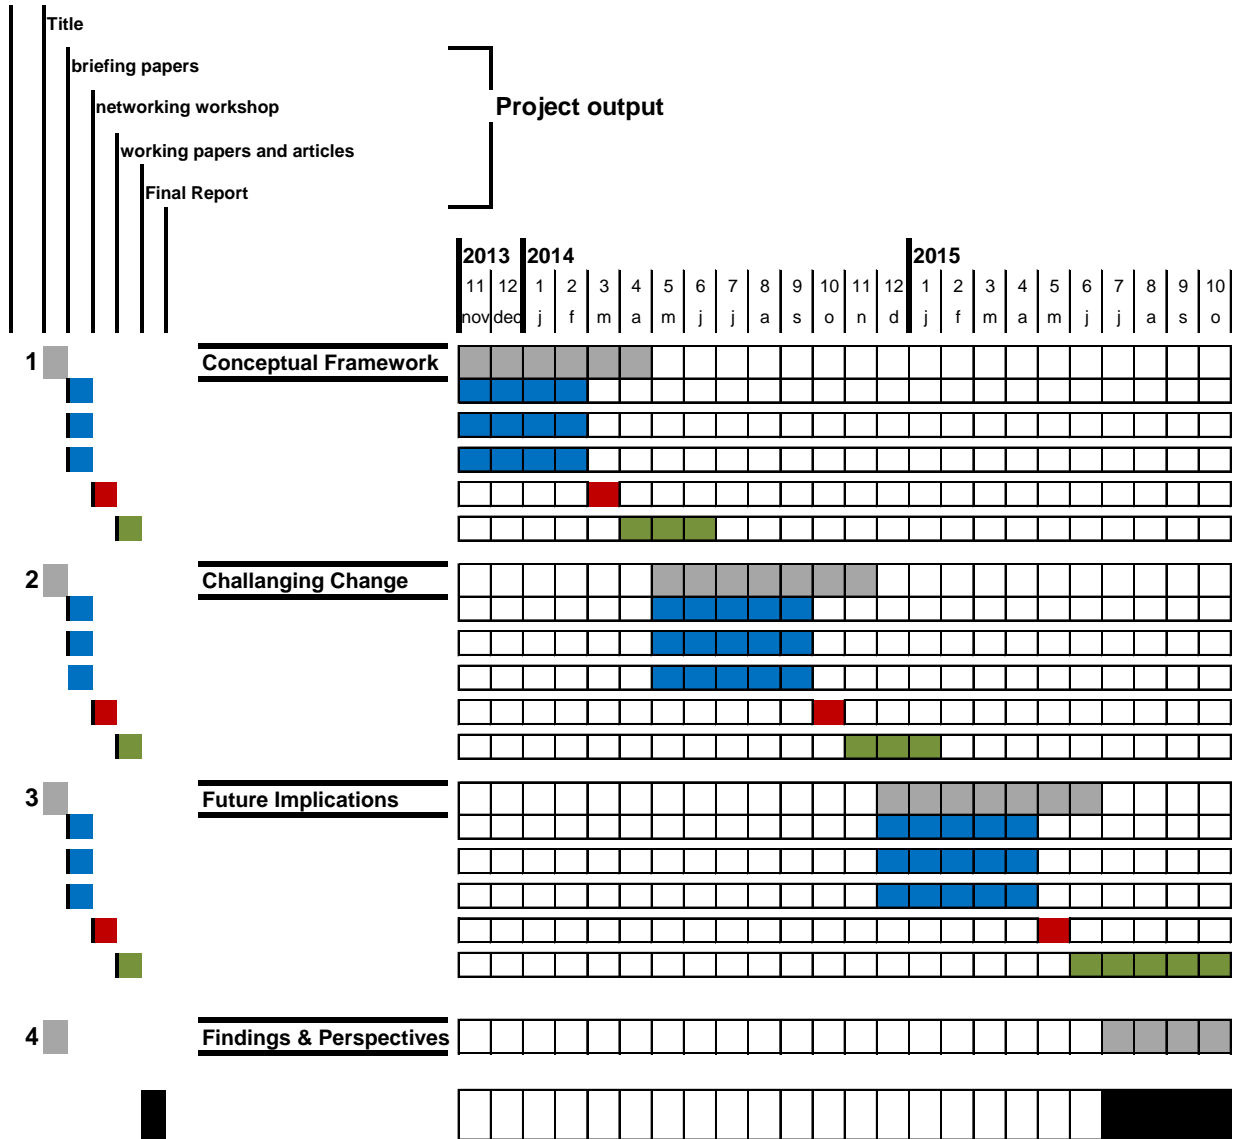 Title
briefing papers
networking workshop
Project output
working papers and articles
Final Report
2013 2014 2015
11 12 1 2 3 4 5 6 7 8 9 10 11 12 1 2 3 4 5 6 7 8 9 10
nov dec j f m a m j j a s o n d j f m a m j j a s o
1 Conceptual Framework
2 Challanging Change
3 Future Implications
4 Findings & Perspectives